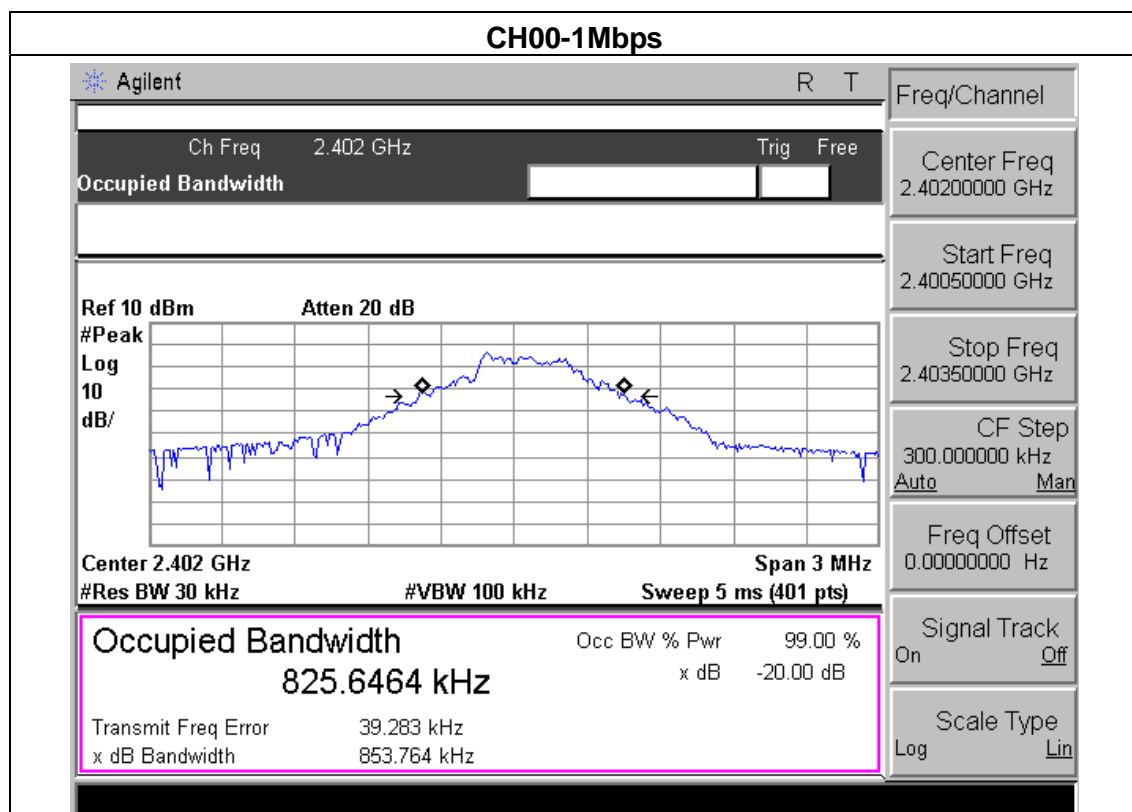 CH00-1Mbps
Agilent R T
Ch Freq 2.402 GHz Trig Free
Occupied Bandwidth
Ref 10 dBm Atten 20 dB
#Peak
Log
10
dB/
Center 2.402 GHz Span 3 MHz
#Res BW 30 kHz #VBW 100 kHz Sweep 5 ms (401 pts)
Occupied Bandwidth Occ BW % Pwr 99.00 %
825.6464 kHz x dB -20.00 dB
Transmit Freq Error 39.283 kHz
x dB Bandwidth 853.764 kHz
Freq/Channel
Center Freq
2.40200000 GHz
Start Freq
2.40050000 GHz
Stop Freq
2.40350000 GHz
CF Step
300.000000 kHz
Auto Man
Freq Offset
0.00000000 Hz
Signal Track
On Off
Scale Type
Log Lin